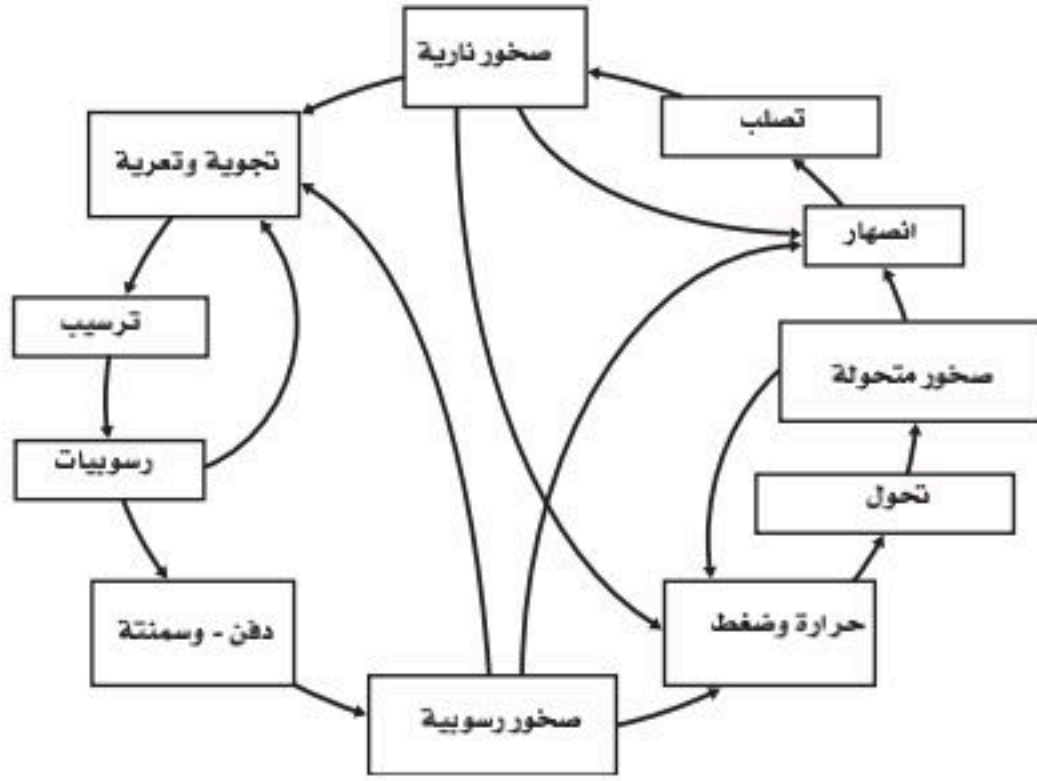 صخور نارية
تصلب
تجوية وتعرية
انصهار
ترسيب
صخور متحولة
رسوبيات
تحول
دفن - وسمنتة
حرارة وضغط
صخور رسوبية